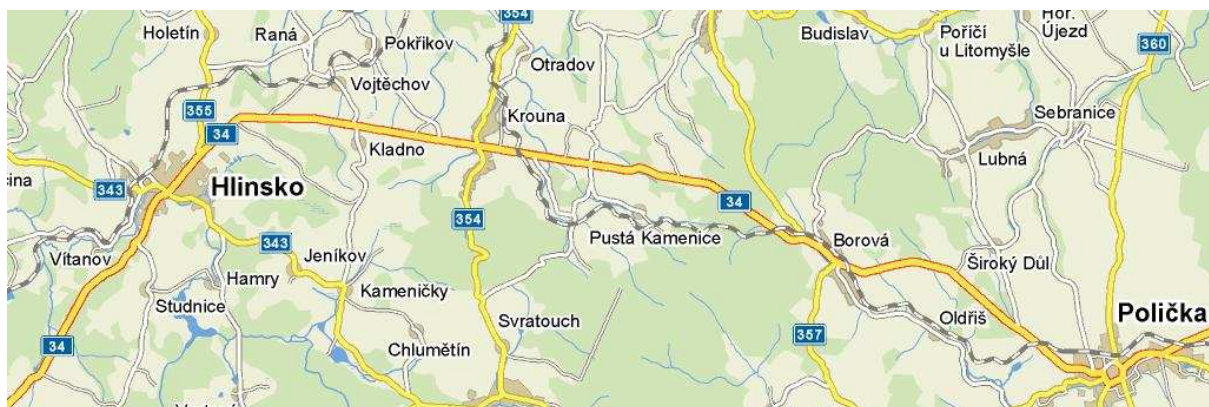 354
Holetín
Raná
Pokřikov
Budislav
Poříčí
u Litomyšle
Hor.
Újezd
360
Otradov
Vojtěchov
355
Krouna
Sebranice
34
Kladno
Lubná
343
Hlinsko
34
354
Pustá Kamenice
343
Jeníkov
Borová
Vítanov
Hamry
Široký Důl
Kameničky
Studnice
Svratouch
Oldřiš
Polička
357
34
Chlumětín